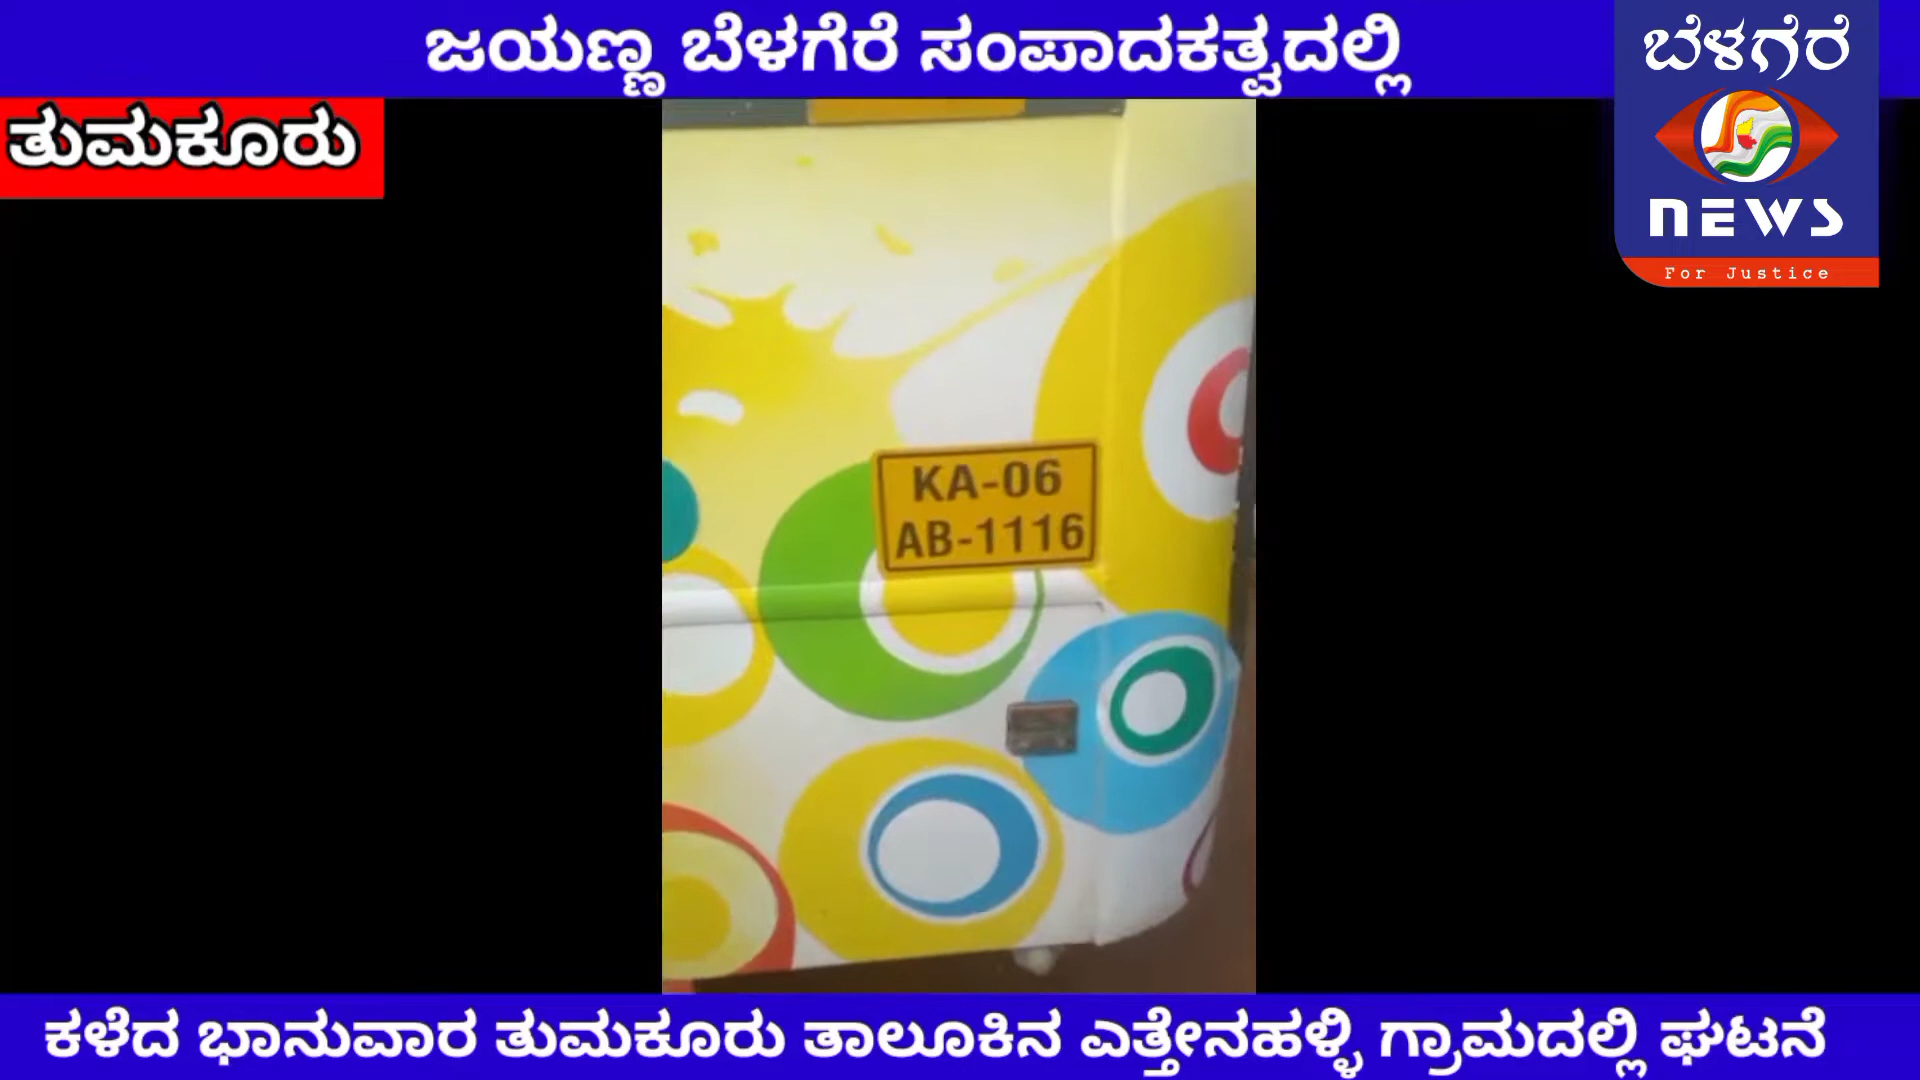 ಜಯಣ್ಣ ಬೆಳಗೆರೆ ಸಂಪಾದಕತ್ವದಲ್ಲಿ
ಬೆಳಗೆರೆ
NEWS
For Justice
ತುಮಕೂರು
KA-06
AB-1116
ಕಳೆದ ಭಾನುವಾರ ತುಮಕೂರು ತಾಲೂಕಿನ ಎತ್ತೇನಹಳ್ಳಿ ಗ್ರಾಮದಲ್ಲಿ ಘಟನೆ